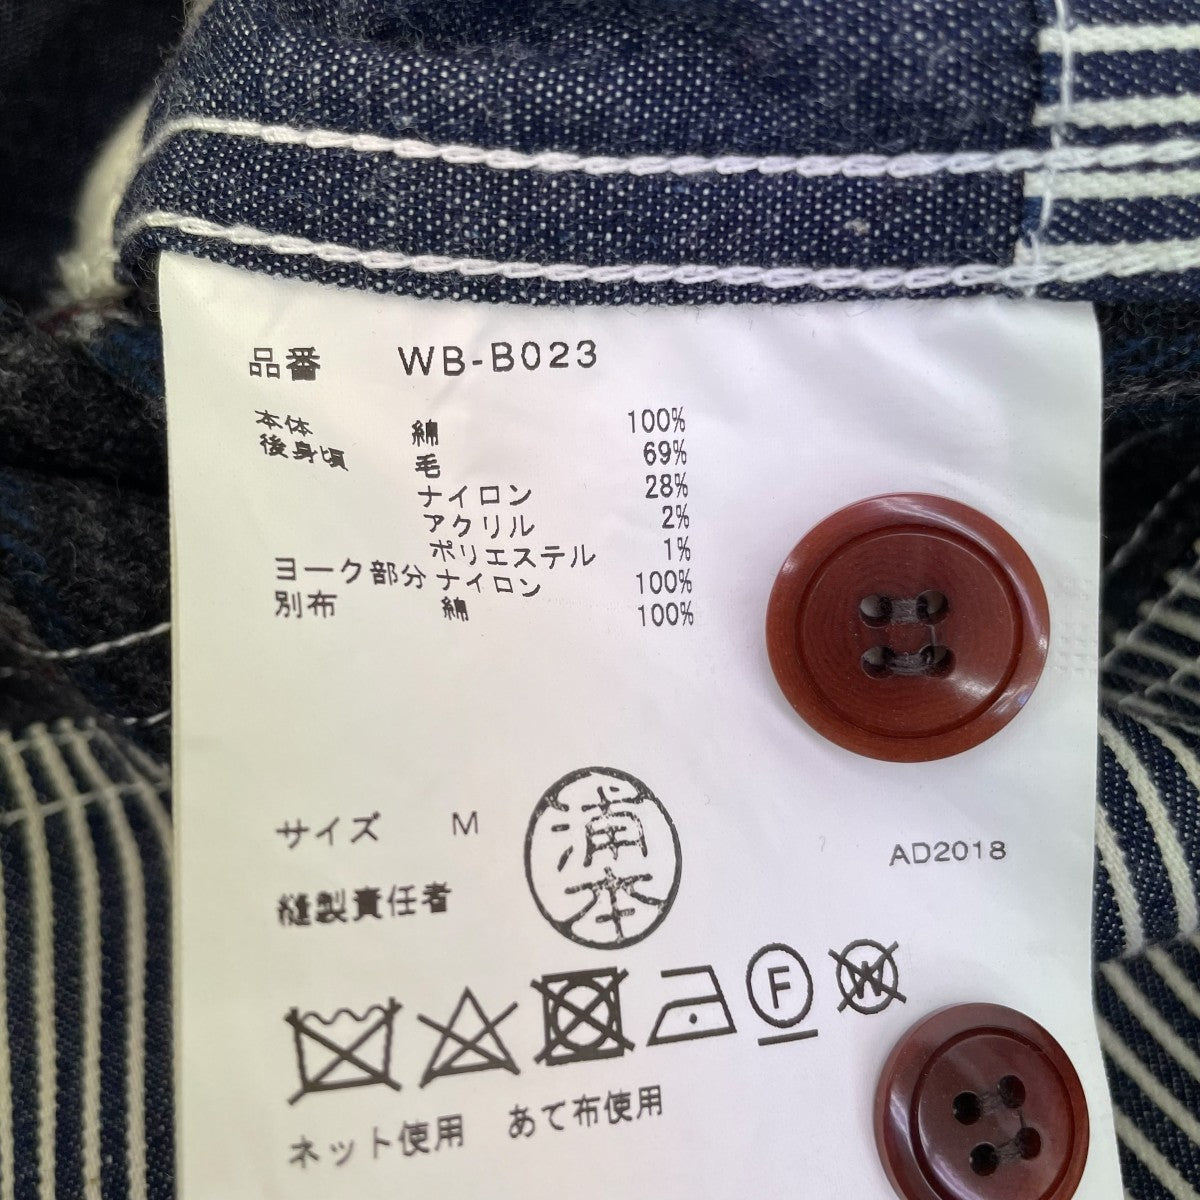 品番 WB-B023
本体 綿 100%
後身頃 毛 69%
ナイロン 28%
アクリル 2%
ポリエステル 1%
ヨーク部分 ナイロン 100%
別布 綿 100%
サイズ M
浦本
AD2018
縫製責任者
F
W
ネット使用 あて布使用